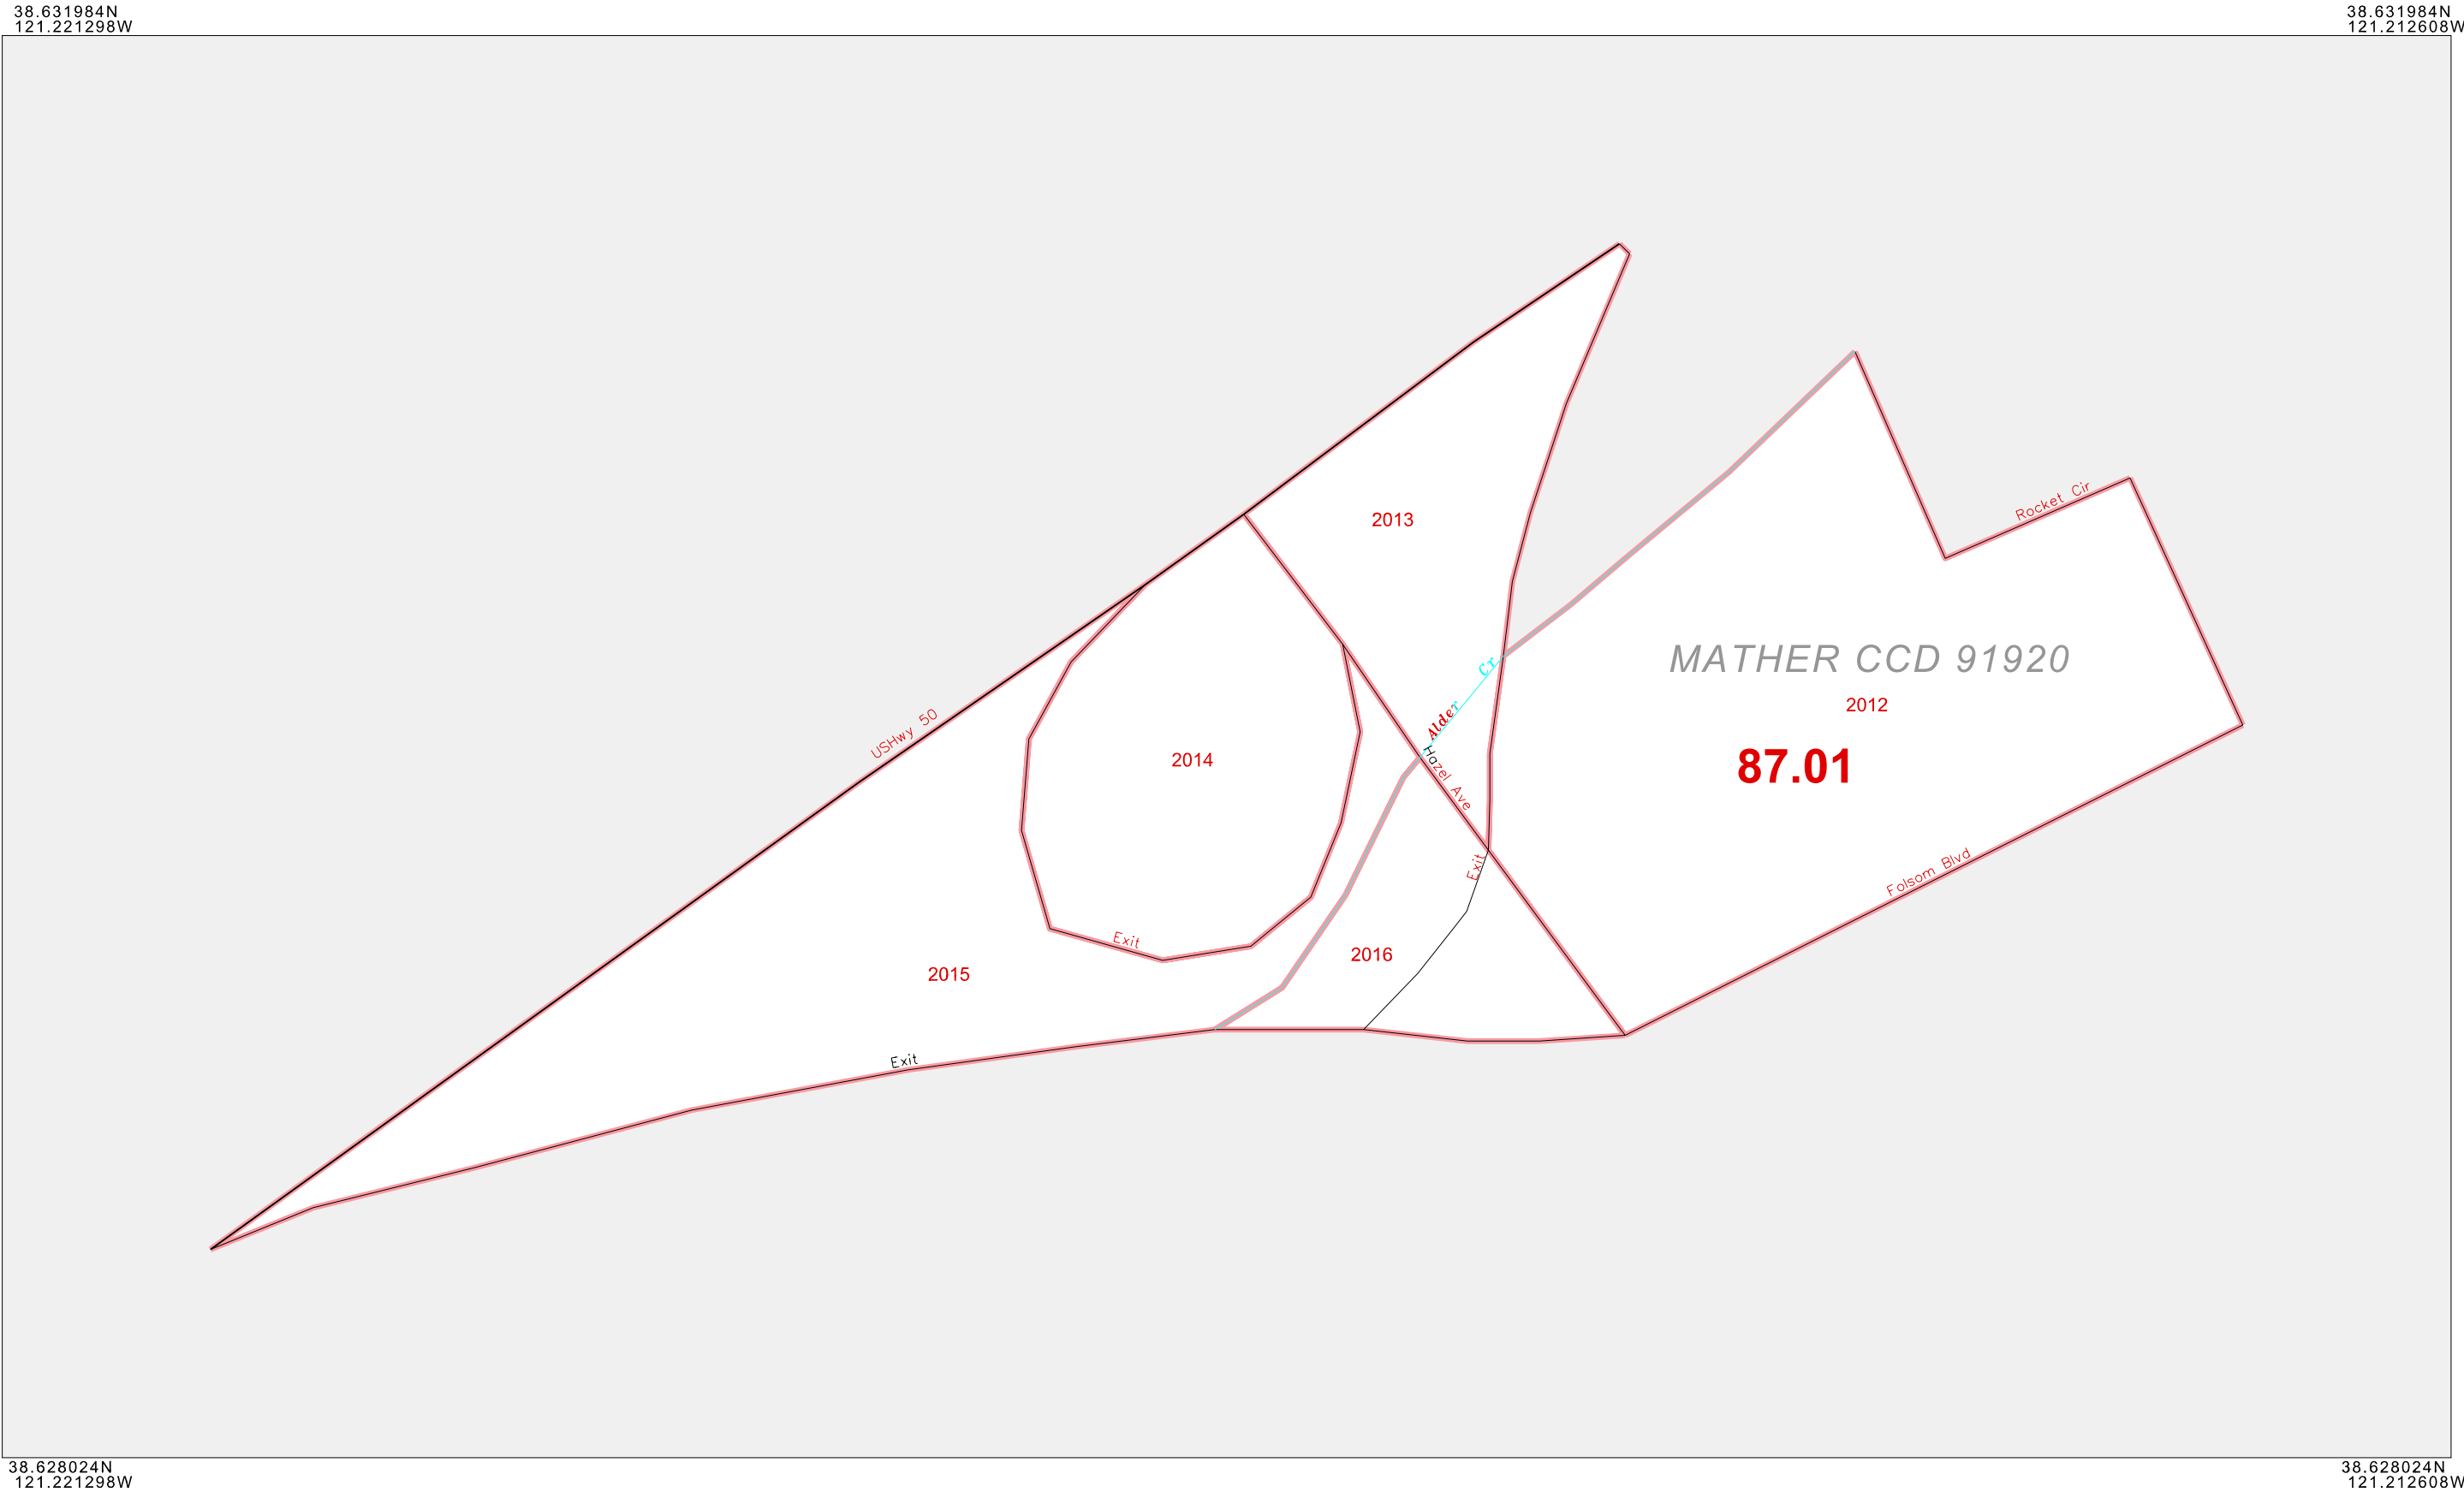 38.631984N
121.221298W
38.631984N
121.212608W
Rocket Cir
2013
MATHER CCD 91920
Alder Cr
2012
USHwy 50
87.01
2014
Hazel Ave
Folsom Blvd
Exit
Exit
2016
2015
Exit
38.628024N
121.221298W
38.628024N
121.212608W